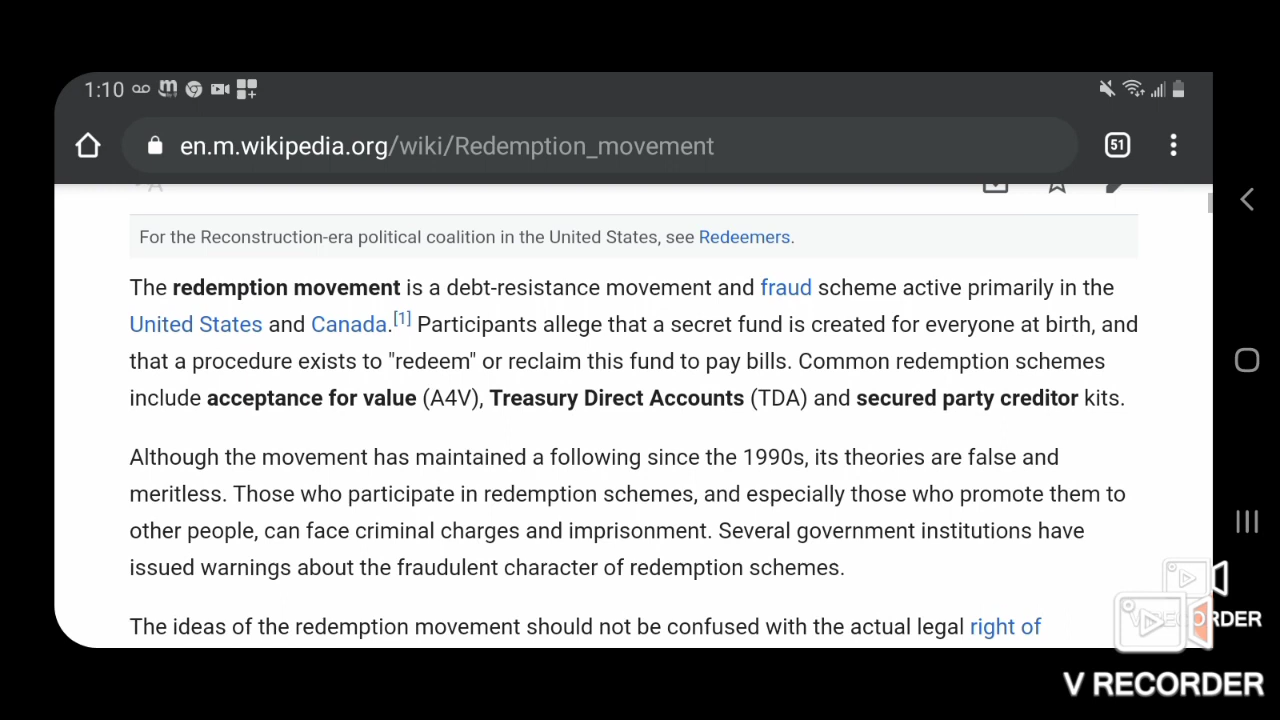 1:10
en.m.wikipedia.org/wiki/Redemption_movement
51
For the Reconstruction-era political coalition in the United States, see Redeemers.
The redemption movement is a debt-resistance movement and fraud scheme active primarily in the
United States and Canada.[1] Participants allege that a secret fund is created for everyone at birth, and
that a procedure exists to "redeem" or reclaim this fund to pay bills. Common redemption schemes
include acceptance for value (A4V), Treasury Direct Accounts (TDA) and secured party creditor kits.
Although the movement has maintained a following since the 1990s, its theories are false and
meritless. Those who participate in redemption schemes, and especially those who promote them to
other people, can face criminal charges and imprisonment. Several government institutions have
issued warnings about the fraudulent character of redemption schemes.
The ideas of the redemption movement should not be confused with the actual legal right of
V RECORDER